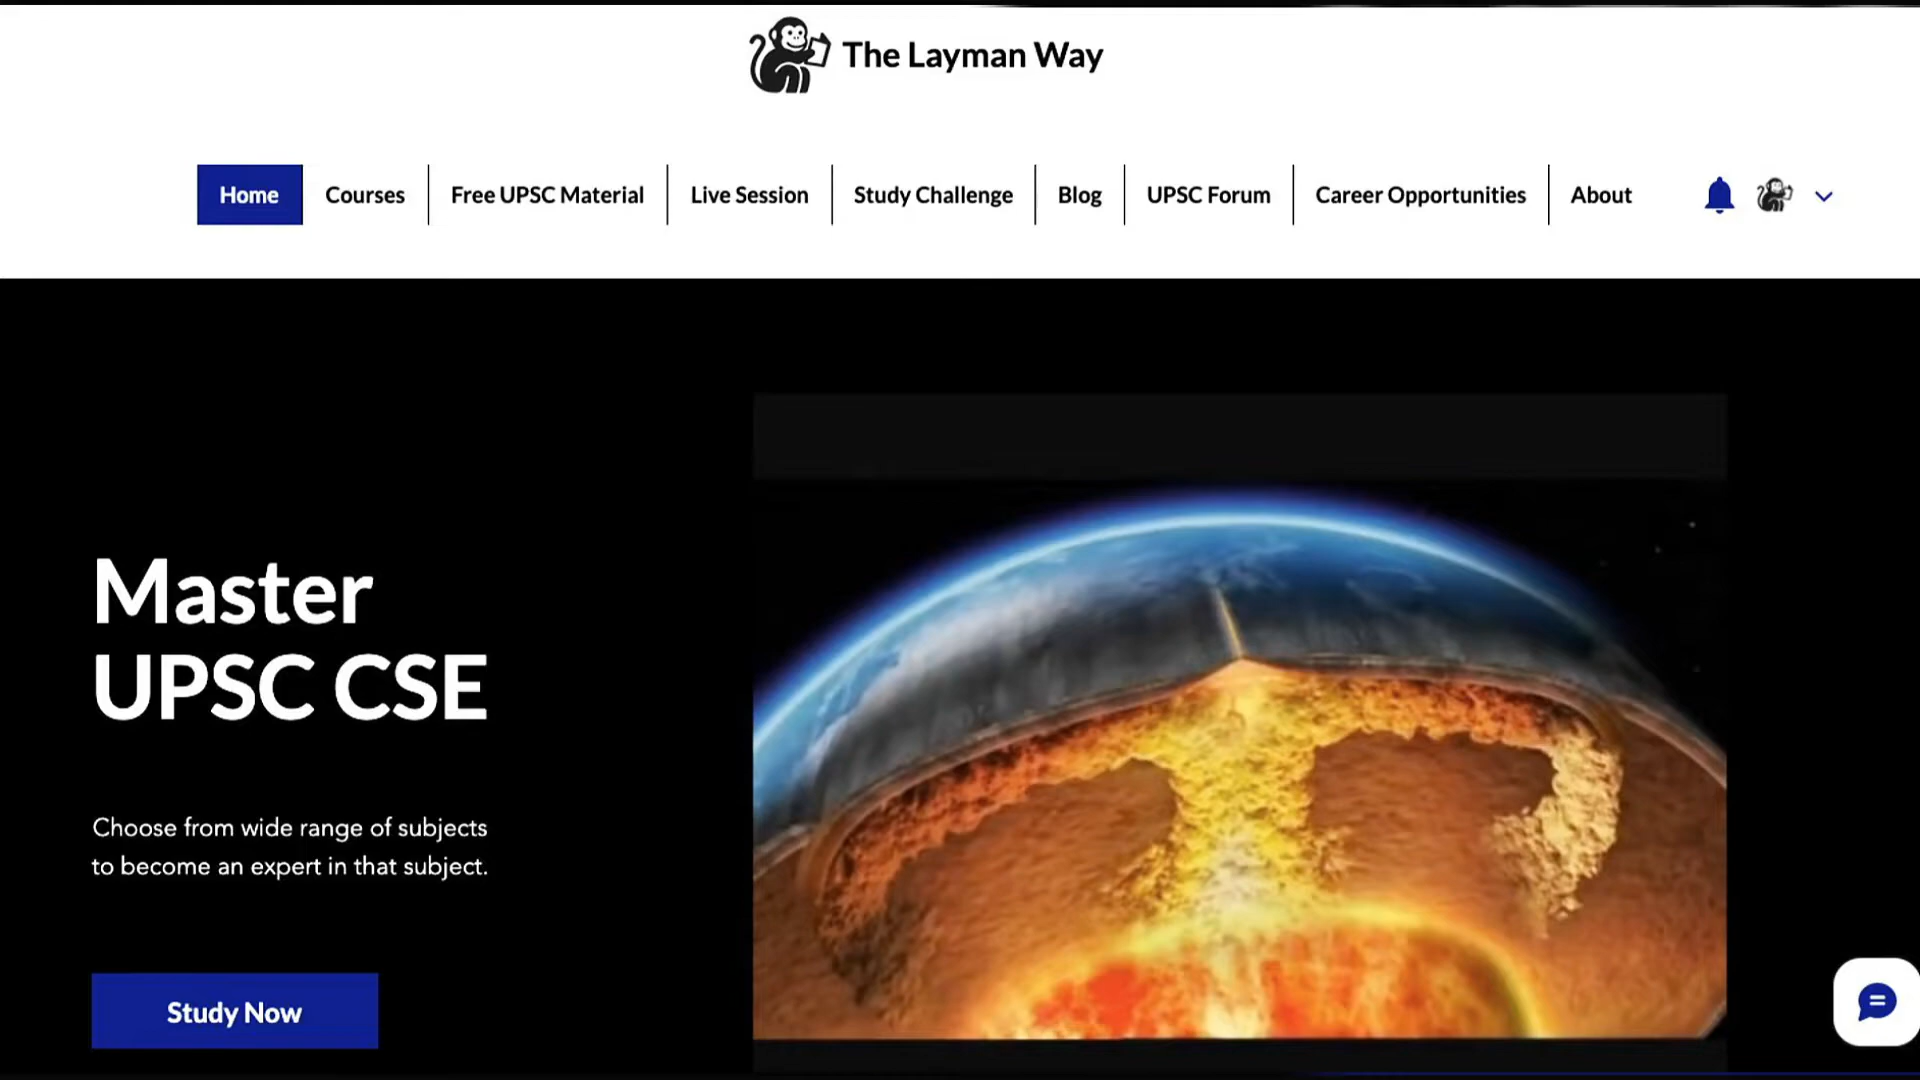 The Layman Way
Home
Courses
Free UPSC Material
Live Session
Study Challenge
Blog
UPSC Forum
Career Opportunities
About
Master
UPSC CSE
Choose from wide range of subjects
to become an expert in that subject.
Study Now